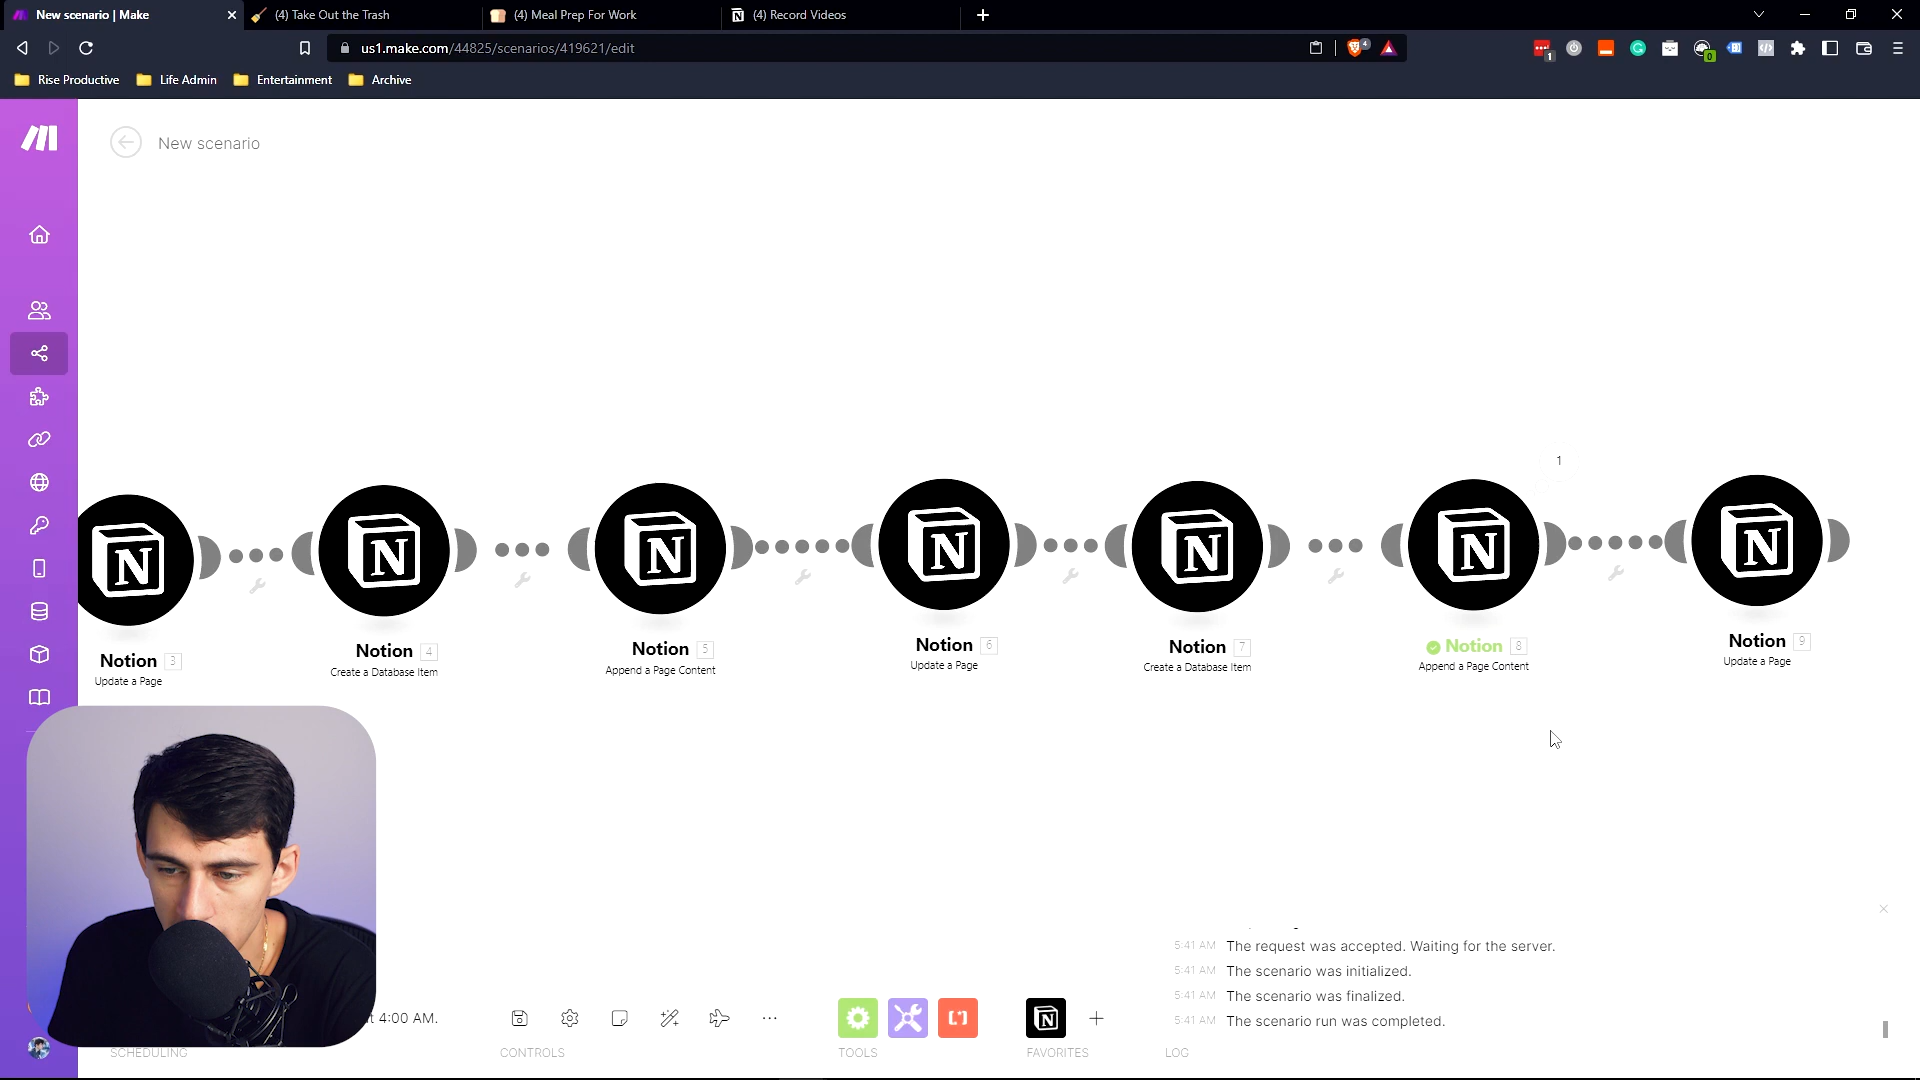 New scenario | Make
(4) Take Out the Trash
(4) Meal Prep For Work
(4) Record Videos
us1.make.com/44825/scenarios/419621/edit
4
1
0
Rise Productive
Life Admin
Entertainment
Archive
New scenario
1
Notion 3
Update a Page
Notion 4
Create a Database Item
Notion 5
Append a Page Content
Notion 6
Update a Page
Notion 7
Create a Database Item
Notion 8
Append a Page Content
Notion 9
Update a Page
5:41 AM The request was accepted. Waiting for the server.
5:41 AM The scenario was initialized.
5:41 AM The scenario was finalized.
5:41 AM The scenario run was completed.
4:00 AM.
SCHEDULING
CONTROLS
TOOLS
FAVORITES
LOG